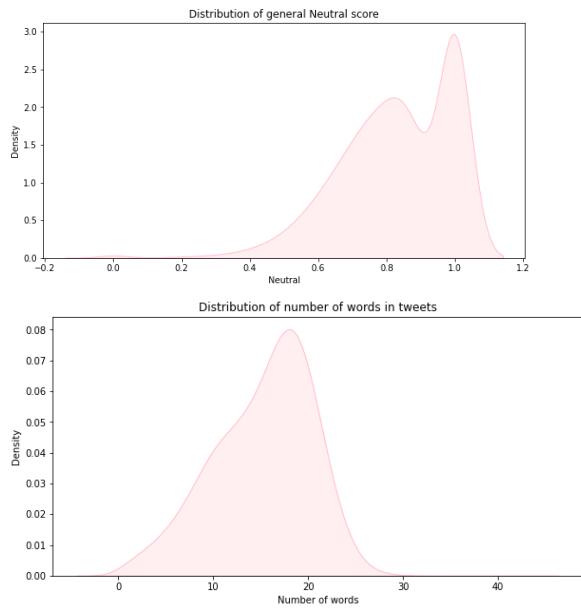 Distribution of general Neutral score
3.0
2.5
2.0
1.5
1.0
0.5
0.0
Density
−0.2 0.0 0.2 0.4 0.6 0.8 1.0 1.2
Neutral
Distribution of number of words in tweets
0.08
0.07
0.06
0.05
0.04
0.03
0.02
0.01
0.00
Density
0 10 20 30 40
Number of words